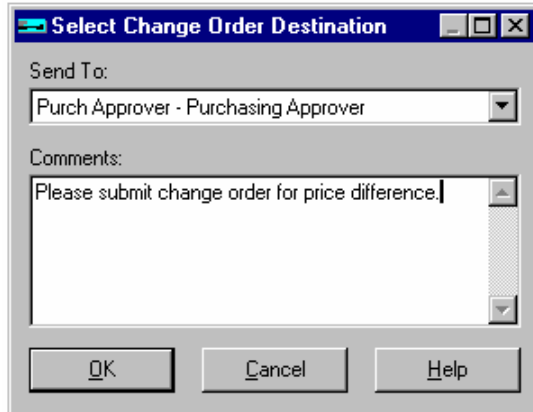 Select Change Order Destination
Send To:
Purch Approver - Purchasing Approver
Comments:
Please submit change order for price difference.
OK Cancel Help